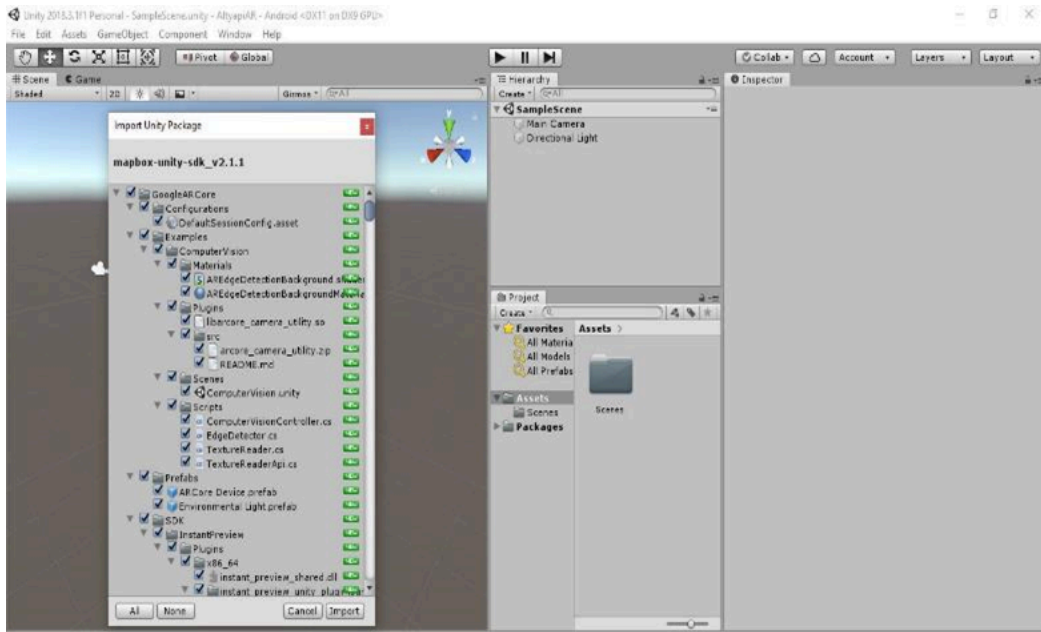 Unity 2018.3.1f1 Personal - SampleScene.unity - AltyapiAR - Android <DX11 on DX9 GPU>
File Edit Assets GameObject Component Window Help
Pivot Global
Collab Account Layers Layout
Scene Game
Shaded 2D Gizmos All
Import Unity Package
mapbox-unity-sdk_v2.1.1
GoogleARCore
Configurations
DefaultSessionConfig.asset
Examples
ComputerVision
Materials
AREdgeDetectionBackground.shader
AREdgeDetectionBackgroundMateria
Plugins
libarcore_camera_utility.so
src
arcore_camera_utility.zip
README.md
Scenes
ComputerVision.unity
Scripts
ComputerVisionController.cs
EdgeDetector.cs
TextureReader.cs
TextureReaderApi.cs
Prefabs
ARCore Device.prefab
Environmental Light.prefab
SDK
InstantPreview
Plugins
x86_64
instant_preview_shared.dll
All None Cancel Import
Hierarchy
Create All
SampleScene
Main Camera
Directional Light
Project
Create
Favorites
All Materia
All Models
All Prefabs
Assets
Scenes
Packages
Assets
Scenes
Inspector